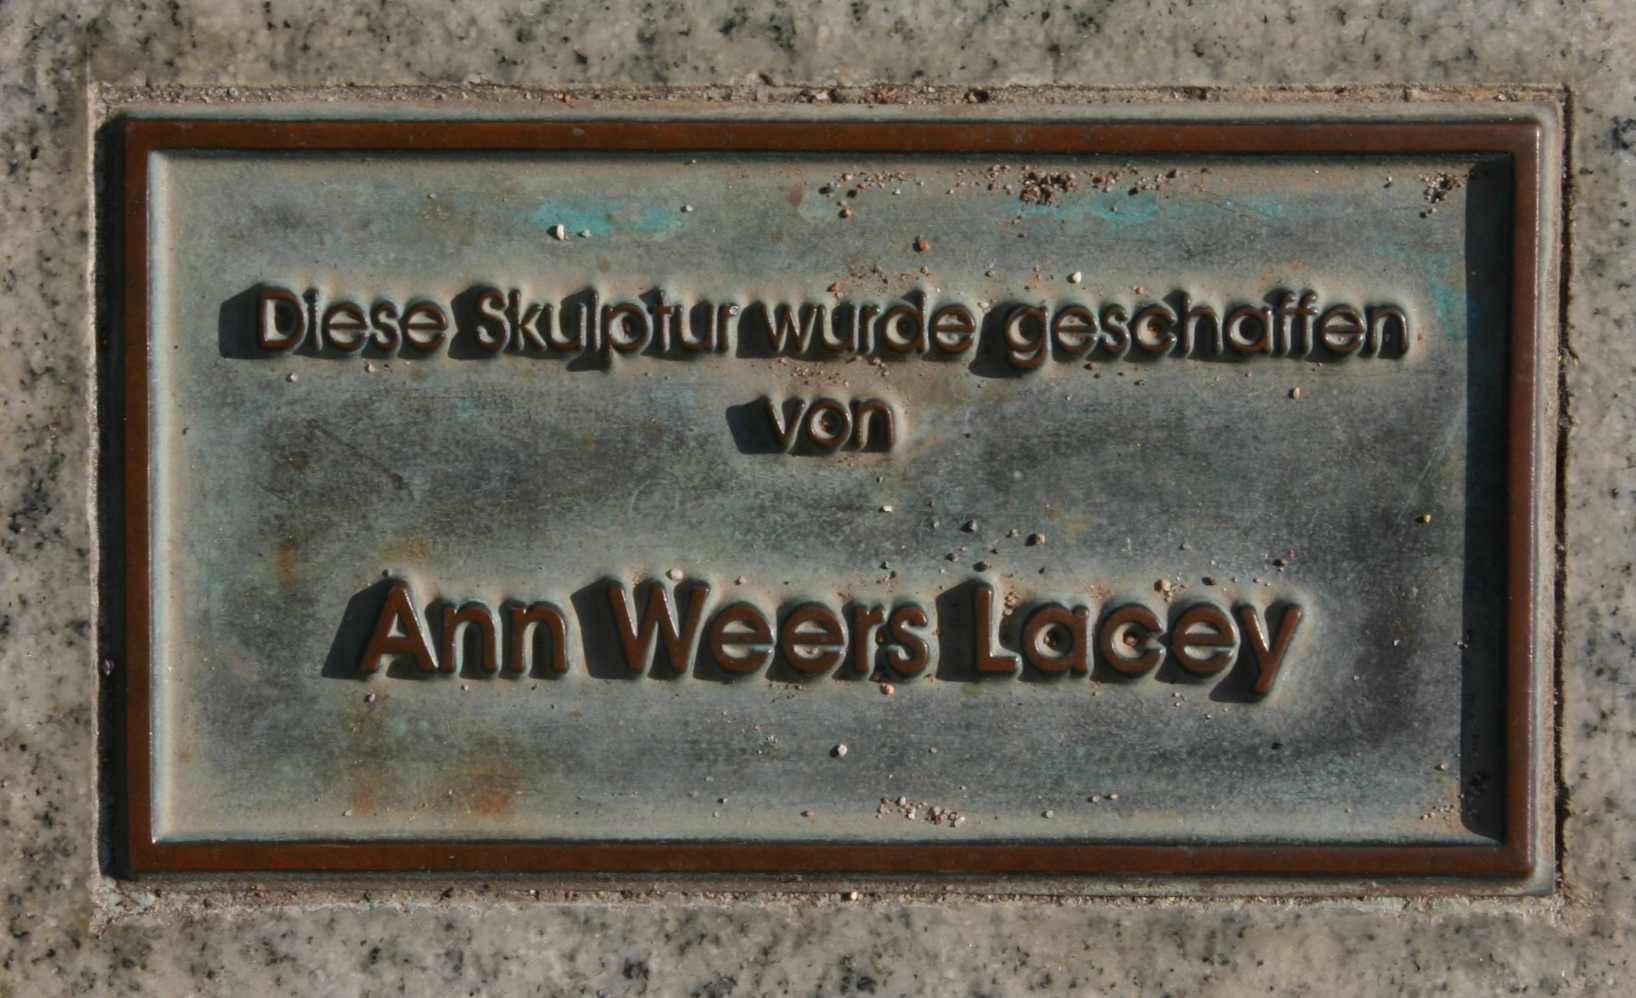 Diese Skulptur wurde geschaffen
von
Ann Weers Lacey